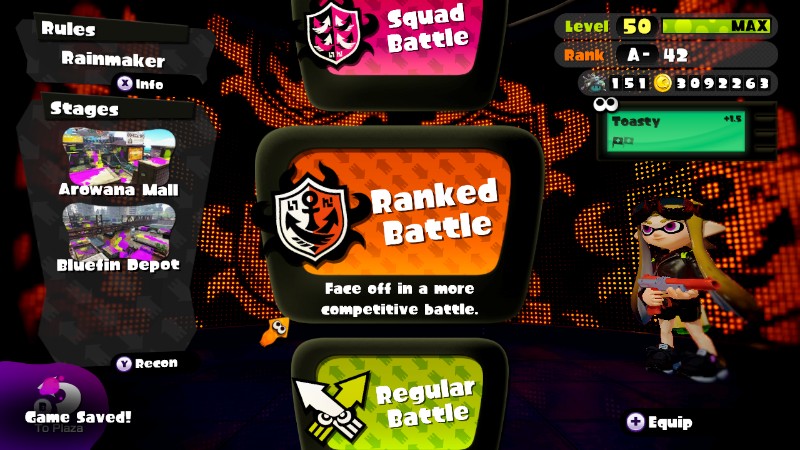 Rules
Rainmaker
X Info
Stages
Arowana Mall
Bluefin Depot
Y Recon
Game Saved!
To Plaza
Squad
Battle
Ranked
Battle
Face off in a more
competitive battle.
Regular
Battle
Level 50 MAX
Rank A- 42
151 3092263
Toasty +1.5
+ Equip